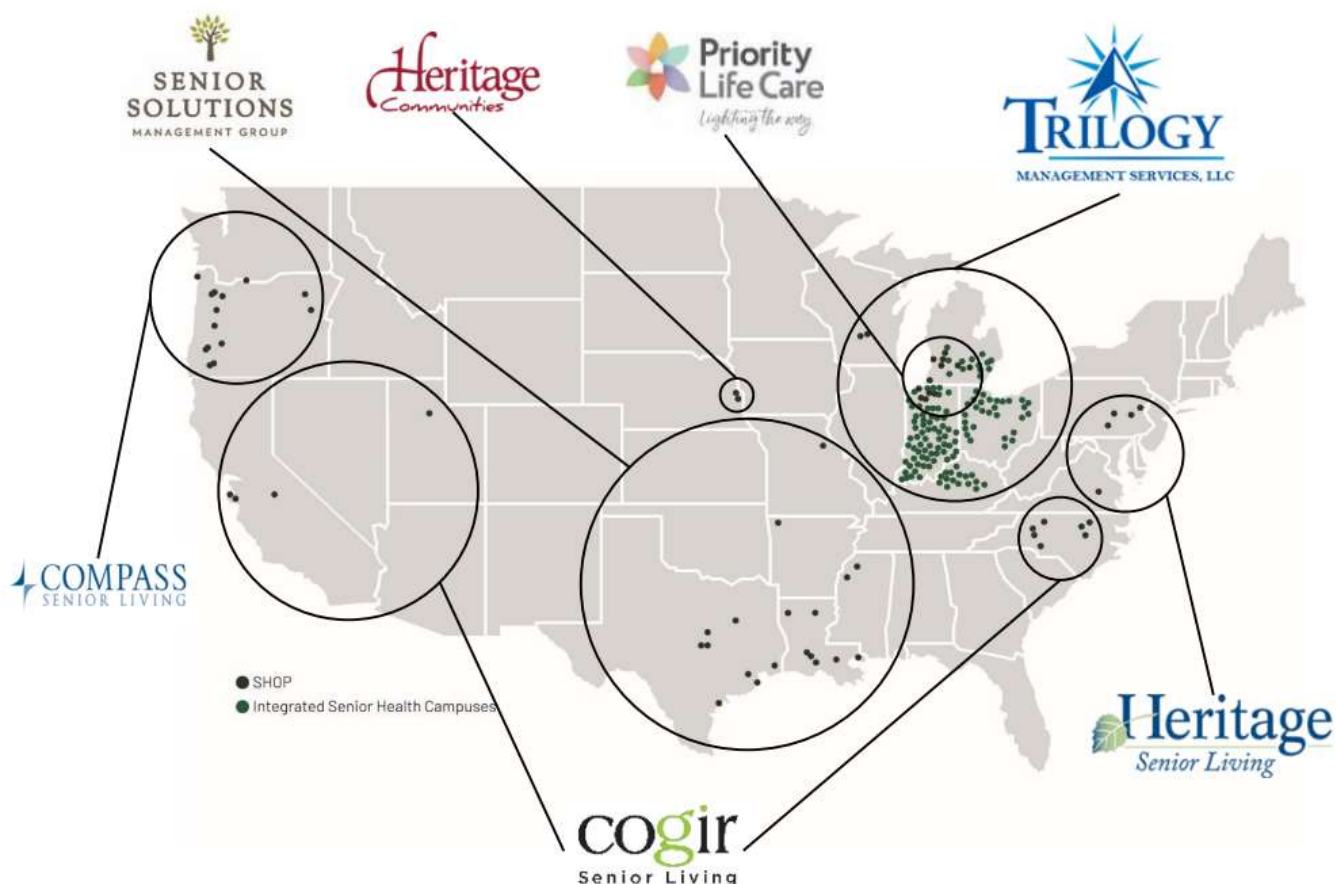 SENIOR
SOLUTIONS
MANAGEMENT GROUP
Heritage
Communities
Priority
Life Care
Lighting the way
TRILOGY
MANAGEMENT SERVICES, LLC
COMPASS
SENIOR LIVING
SHOP
Integrated Senior Health Campuses
Heritage
Senior Living
cogir
Senior Living